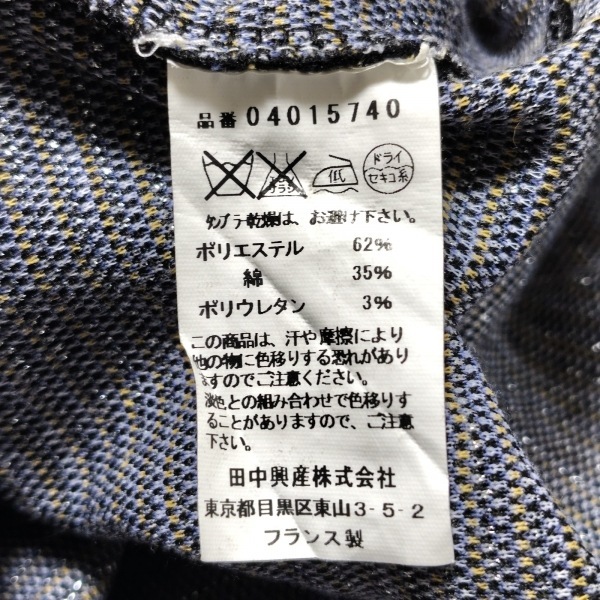 品番 04015740
エンソ
サラシ
低
ドライ
セキユ系
タンブラ乾燥は、お避け下さい。
ポリエステル 62%
綿 35%
ポリウレタン 3%
この商品は、汗や摩擦により
他の物に色移りする恐れがあり
ますのでご注意ください。
淡色との組み合わせで色移りす
ることがありますので、ご注意
下さい。
田中興産株式会社
東京都目黒区東山3-5-2
フランス製